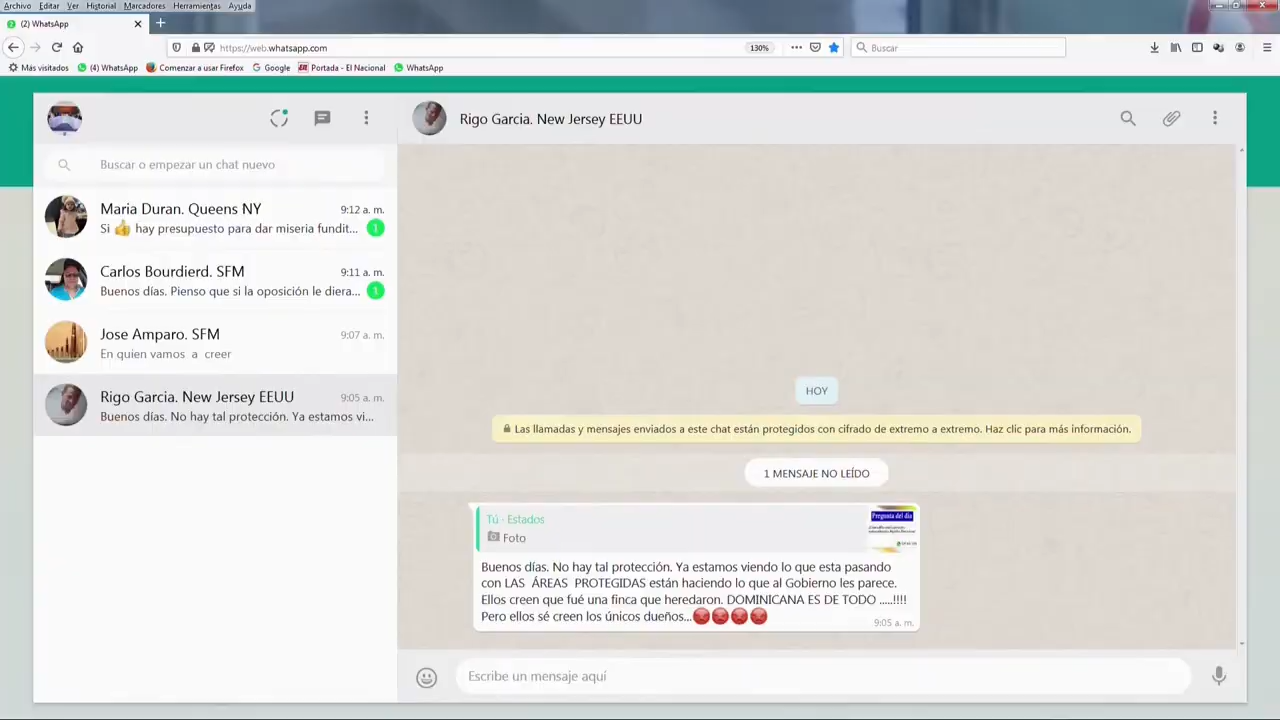 Archivo Editar Ver Historial Marcadores Herramientas Ayuda
(2) WhatsApp
https://web.whatsapp.com
130%
Buscar
Más visitados (4) WhatsApp Comenzar a usar Firefox Google Portada - El Nacional WhatsApp
Rigo Garcia. New Jersey EEUU
Buscar o empezar un chat nuevo
Maria Duran. Queens NY 9:12 a. m.
Si 👍 hay presupuesto para dar miseria fundit... 1
Carlos Bourdierd. SFM 9:11 a. m.
Buenos días. Pienso que si la oposición le diera... 1
Jose Amparo. SFM 9:07 a. m.
En quien vamos a creer
Rigo Garcia. New Jersey EEUU 9:05 a. m.
Buenos días. No hay tal protección. Ya estamos vi...
HOY
Las llamadas y mensajes enviados a este chat están protegidos con cifrado de extremo a extremo. Haz clic para más información.
1 MENSAJE NO LEÍDO
Tú · Estados
Foto
Pregunta del día
Buenos días. No hay tal protección. Ya estamos viendo lo que esta pasando
con LAS ÁREAS PROTEGIDAS están haciendo lo que al Gobierno les parece.
Ellos creen que fué una finca que heredaron. DOMINICANA ES DE TODO .....!!!!
Pero ellos sé creen los únicos dueños...😡😡😡😡
9:05 a. m.
Escribe un mensaje aquí